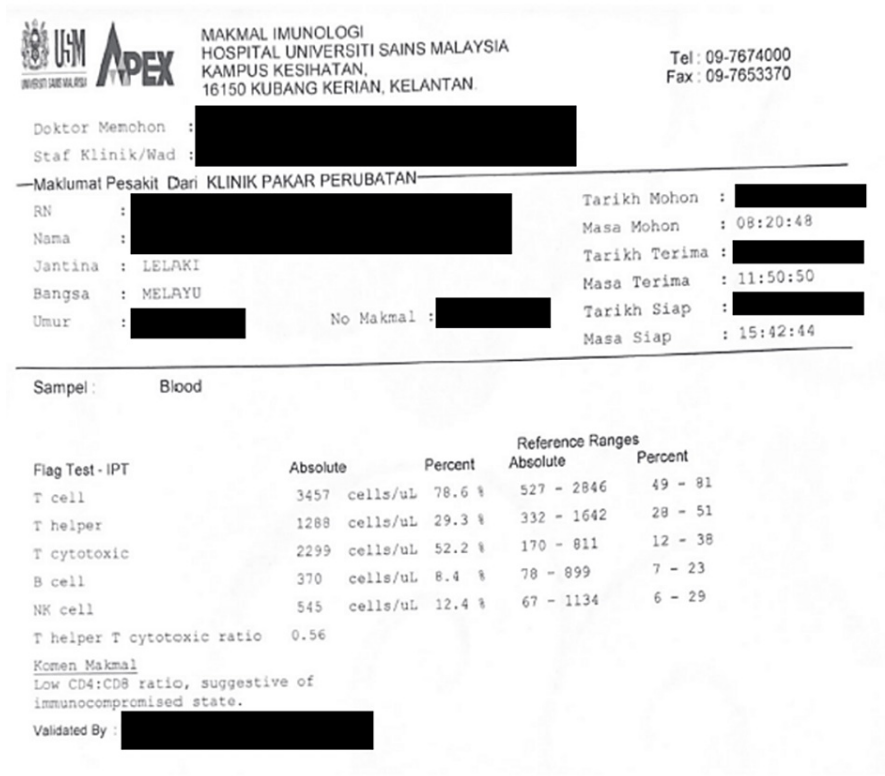 USM
UNIVERSITI SAINS MALAYSIA
APEX
MAKMAL IMUNOLOGI
HOSPITAL UNIVERSITI SAINS MALAYSIA
KAMPUS KESIHATAN,
16150 KUBANG KERIAN, KELANTAN.
Tel : 09-7674000
Fax : 09-7653370
Doktor Memohon :
Staf Klinik/Wad :
Maklumat Pesakit Dari KLINIK PAKAR PERUBATAN
RN :
Nama :
Jantina : LELAKI
Bangsa : MELAYU
Umur :
No Makmal :
Tarikh Mohon :
Masa Mohon : 08:20:48
Tarikh Terima :
Masa Terima : 11:50:50
Tarikh Siap :
Masa Siap : 15:42:44
Sampel : Blood
Reference Ranges
Flag Test - IPT Absolute Percent Absolute Percent
T cell 3457 cells/uL 78.6 % 527 - 2846 49 - 81
T helper 1288 cells/uL 29.3 % 332 - 1642 28 - 51
T cytotoxic 2299 cells/uL 52.2 % 170 - 811 12 - 38
B cell 370 cells/uL 8.4 % 78 - 899 7 - 23
NK cell 545 cells/uL 12.4 % 67 - 1134 6 - 29
T helper T cytotoxic ratio 0.56
Komen Makmal
Low CD4:CD8 ratio, suggestive of
immunocompromised state.
Validated By :